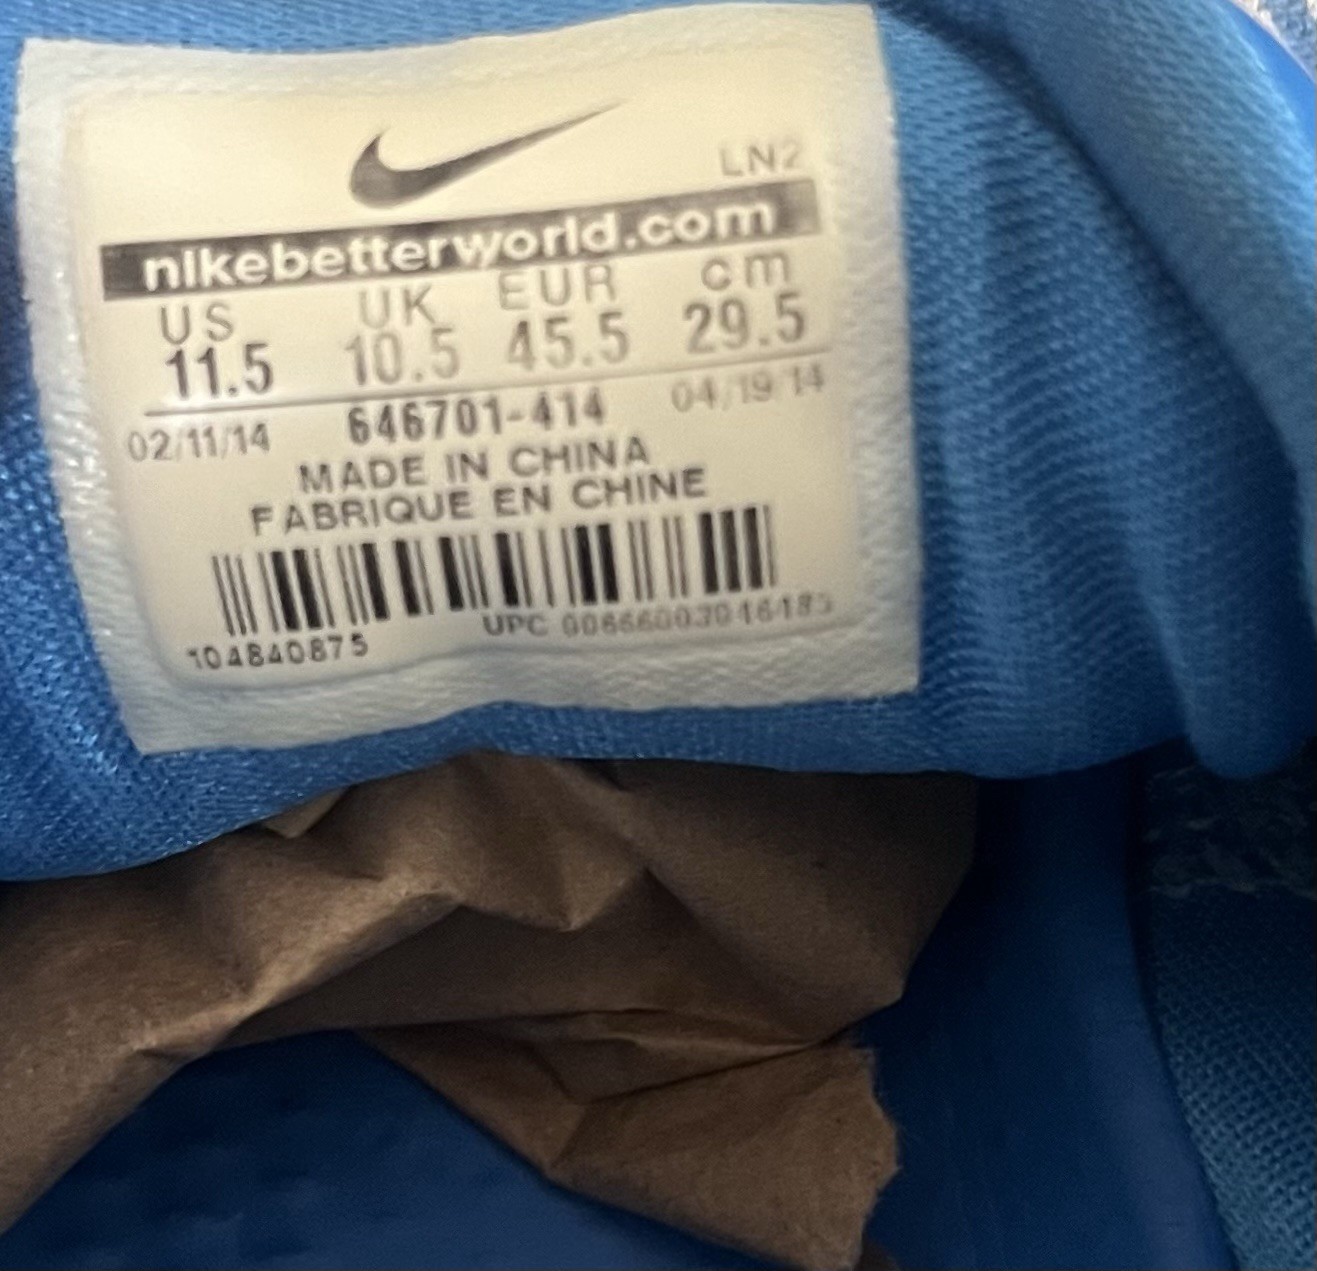 LN2
nikebetterworld.com
US UK EUR cm
11.5 10.5 45.5 29.5
02/11/14 646701-414 04/19/14
MADE IN CHINA
FABRIQUE EN CHINE
UPC
104840875